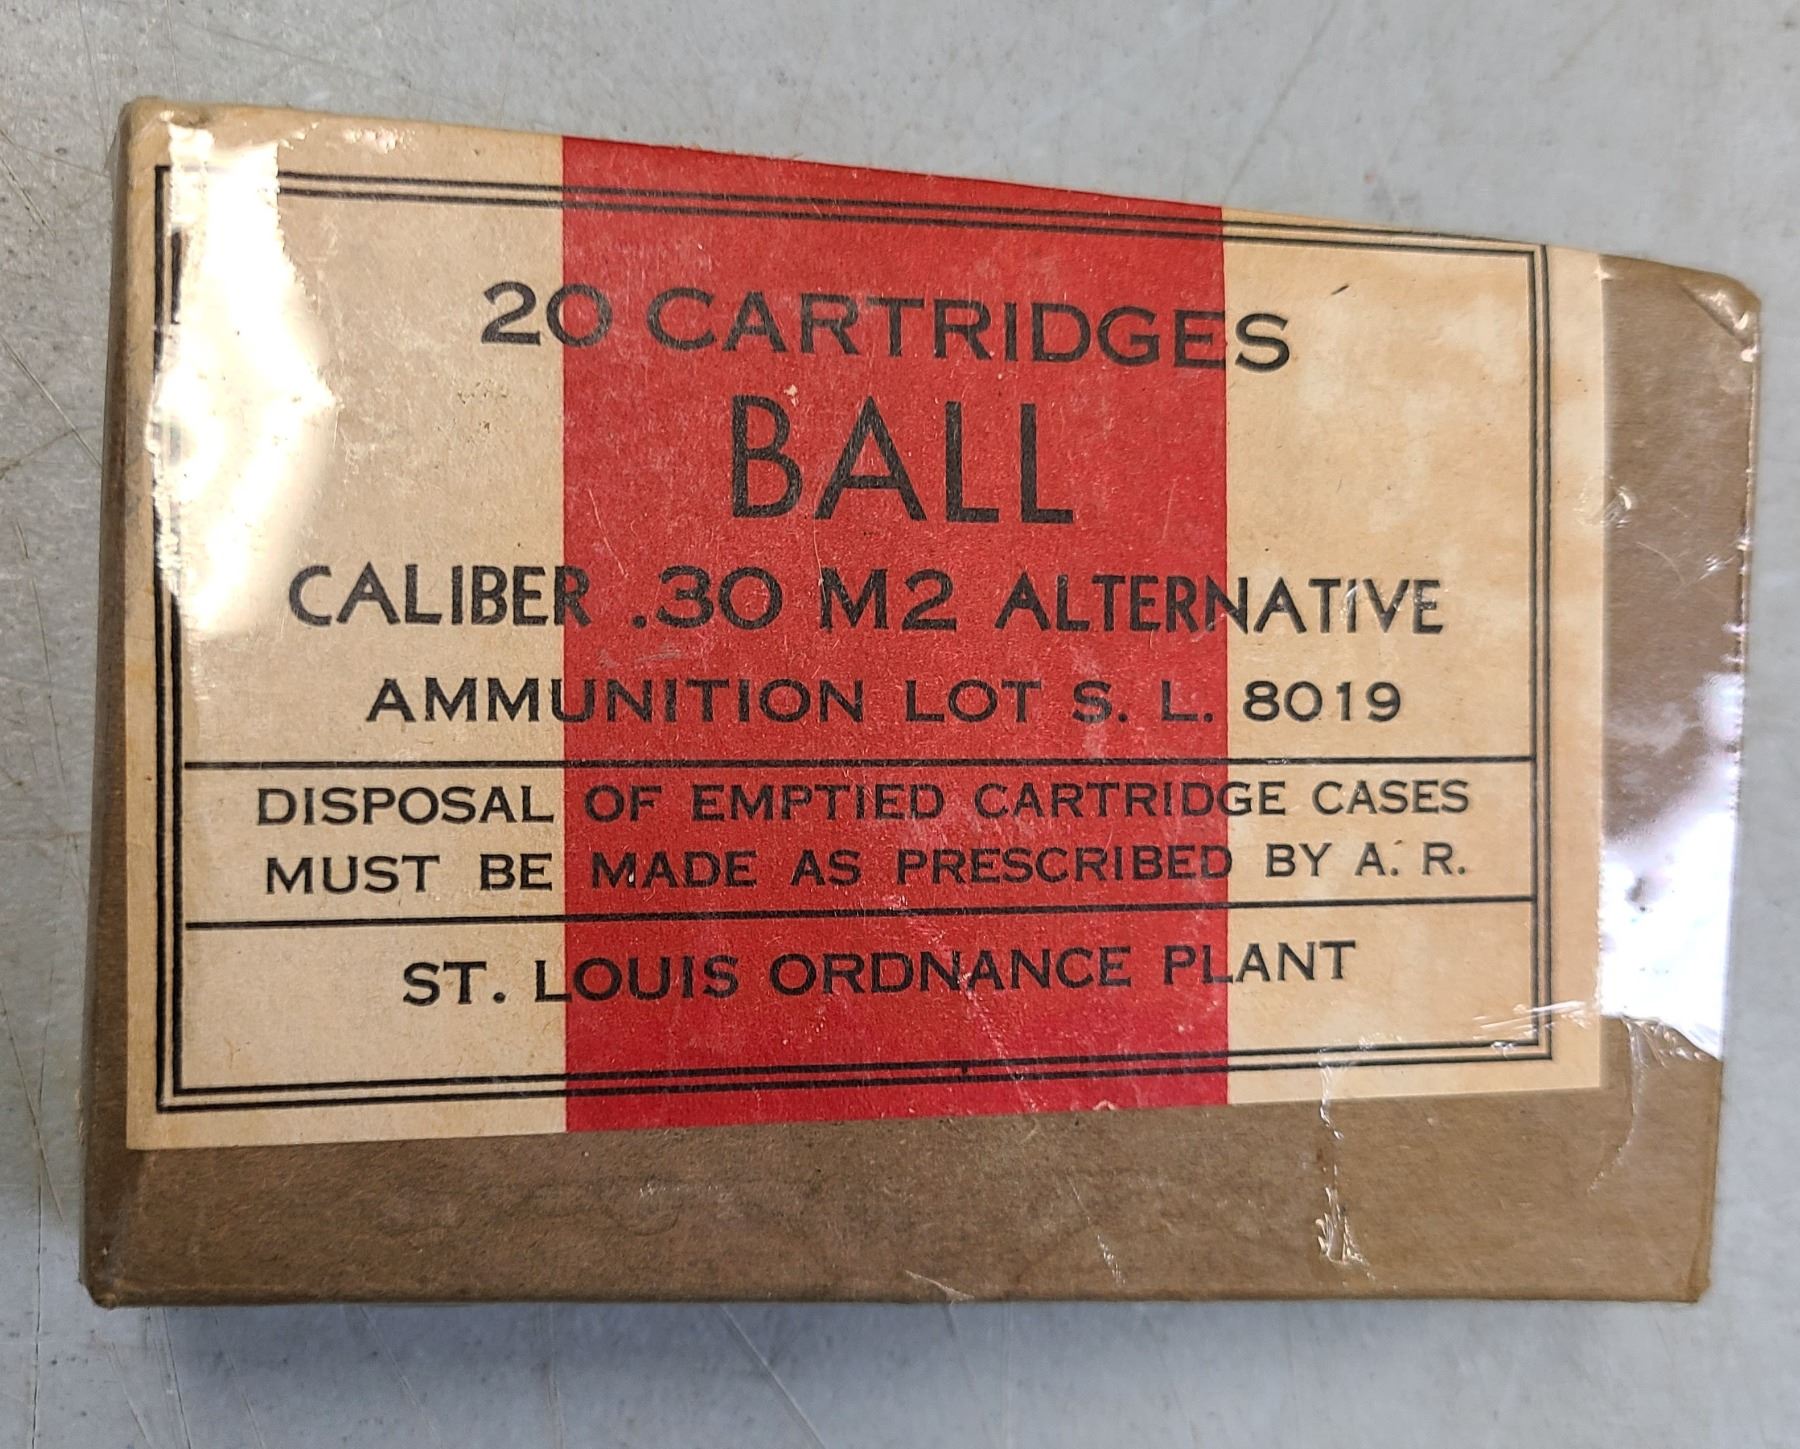 20 CARTRIDGES
BALL
CALIBER .30 M2 ALTERNATIVE
AMMUNITION LOT S. L. 8019
DISPOSAL OF EMPTIED CARTRIDGE CASES
MUST BE MADE AS PRESCRIBED BY A. R.
ST. LOUIS ORDNANCE PLANT